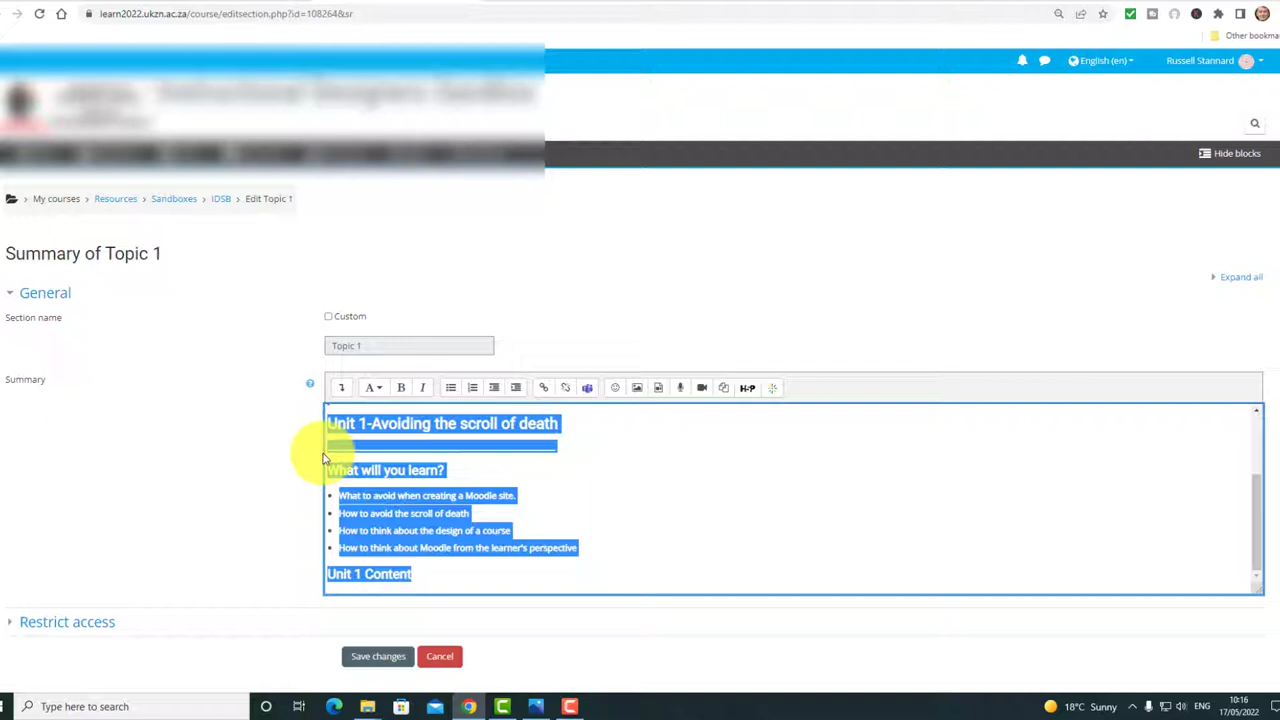 learn2022.ukzn.ac.za/course/editsection.php?id=108264&sr
Other bookma
English (en)
Russell Stannard
Hide blocks
My courses > Resources > Sandboxes > IDSB > Edit Topic 1
Summary of Topic 1
Expand all
General
Section name
Custom
Topic 1
Summary
A B I H-P
Unit 1-Avoiding the scroll of death
What will you learn?
• What to avoid when creating a Moodle site.
• How to avoid the scroll of death
• How to think about the design of a course
• How to think about Moodle from the learner's perspective
Unit 1 Content
Restrict access
Save changes Cancel
Type here to search
18°C Sunny
ENG
10:16
17/05/2022